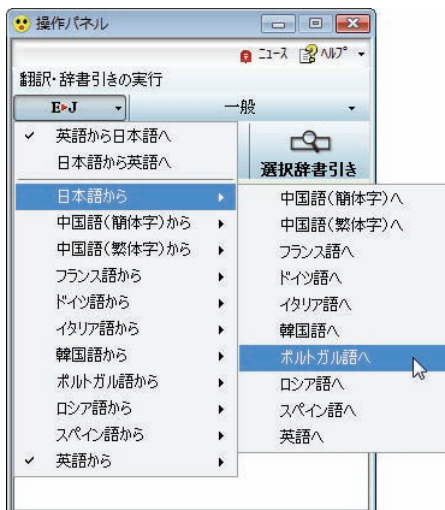 操作パネル
ニュース ヘルプ
翻訳・辞書引きの実行
E▸J 一般
選択辞書引き
✓ 英語から日本語へ
日本語から英語へ
日本語から
中国語(簡体字)から
中国語(繁体字)から
フランス語から
ドイツ語から
イタリア語から
韓国語から
ポルトガル語から
ロシア語から
スペイン語から
✓ 英語から
中国語(簡体字)へ
中国語(繁体字)へ
フランス語へ
ドイツ語へ
イタリア語へ
韓国語へ
ポルトガル語へ
ロシア語へ
スペイン語へ
英語へ